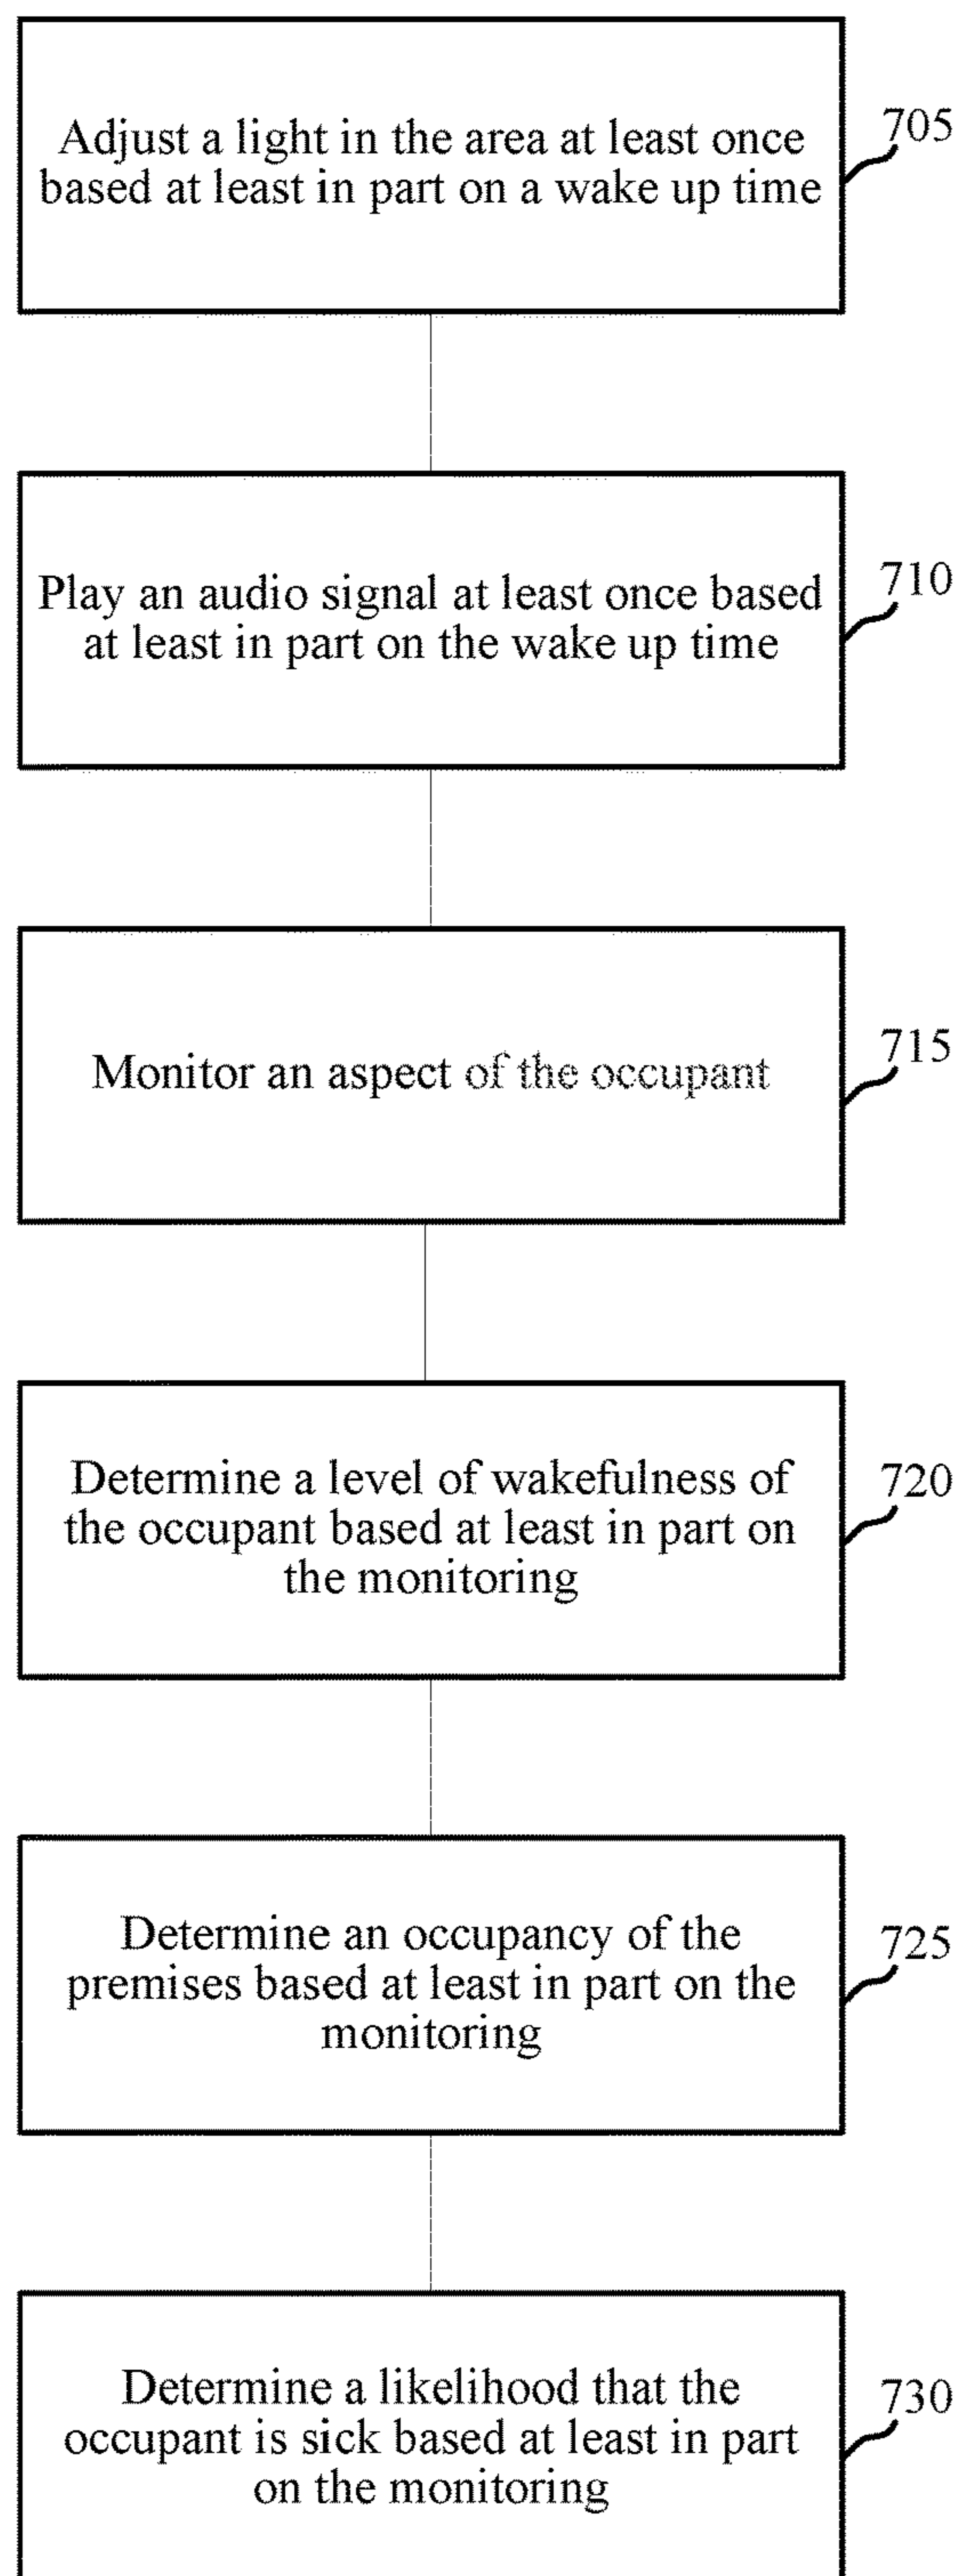 Adjust a light in the area at least once
based at least in part on a wake up time
705
Play an audio signal at least once based
at least in part on the wake up time
710
Monitor an aspect of the occupant
715
Determine a level of wakefulness of
the occupant based at least in part on
the monitoring
720
Determine an occupancy of the
premises based at least in part on the
monitoring
725
Determine a likelihood that the
occupant is sick based at least in part
on the monitoring
730